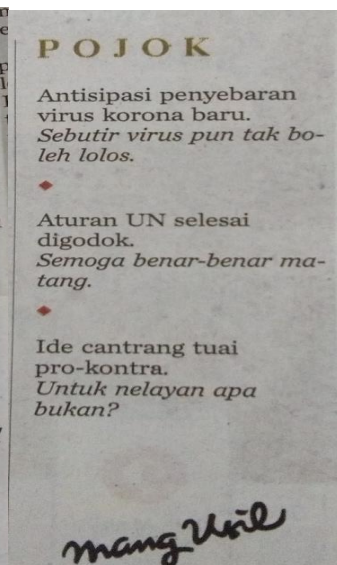 POJOK
Antisipasi penyebaran
virus korona baru.
Sebutir virus pun tak bo-
leh lolos.
Aturan UN selesai
digodok.
Semoga benar-benar ma-
tang.
Ide cantrang tuai
pro-kontra.
Untuk nelayan apa
bukan?
mang Usil